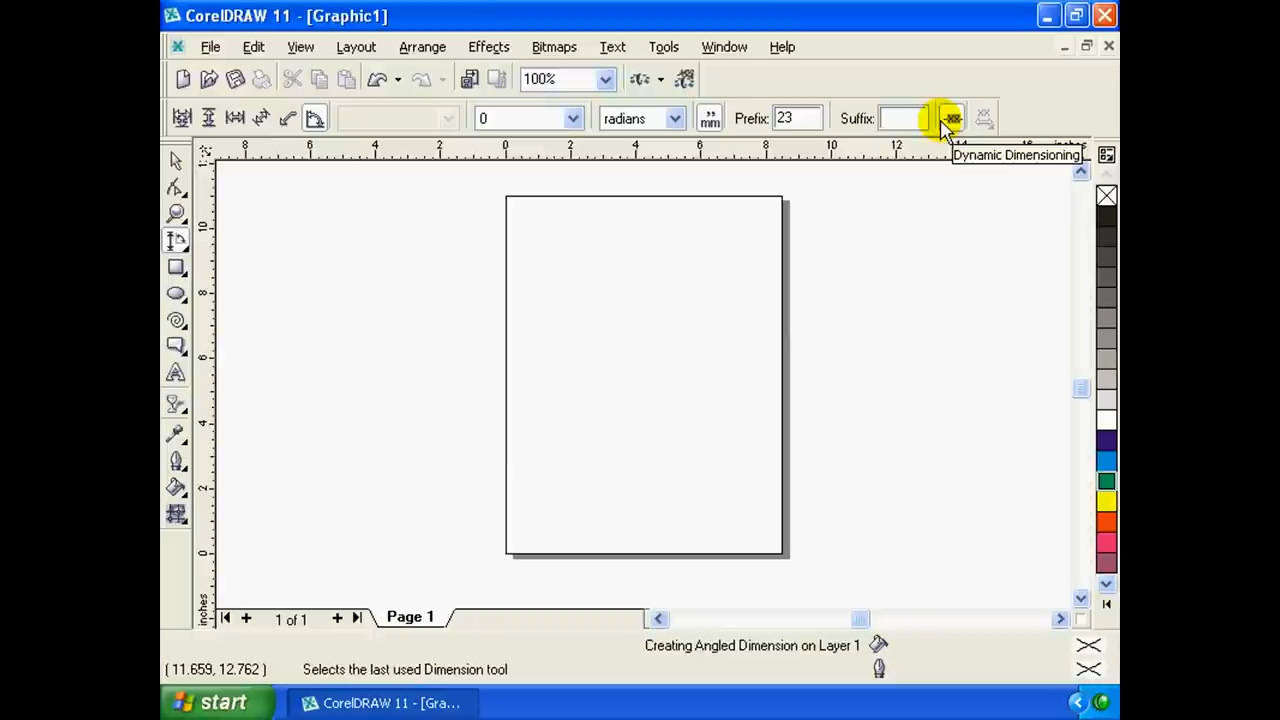 CorelDRAW 11 - [Graphic1]
File Edit View Layout Arrange Effects Bitmaps Text Tools Window Help
100%
0 radians mm Prefix: 23 Suffix:
Dynamic Dimensioning
8 6 4 2 0 2 4 6 8 10 12 14 inches
10
8
6
4
2
0
inches
1 of 1 Page 1
Creating Angled Dimension on Layer 1
( 11.659, 12.762 ) Selects the last used Dimension tool
start CorelDRAW 11 - [Gra...